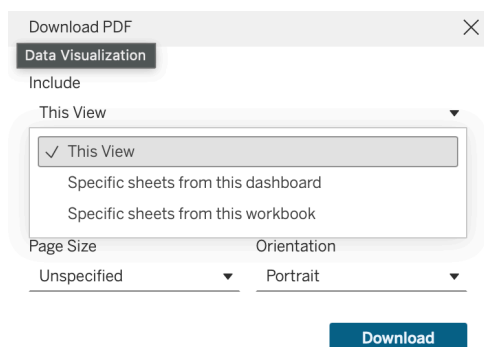 Download PDF
Data Visualization
Include
This View
This View
Specific sheets from this dashboard
Specific sheets from this workbook
Page Size Orientation
Unspecified Portrait
Download